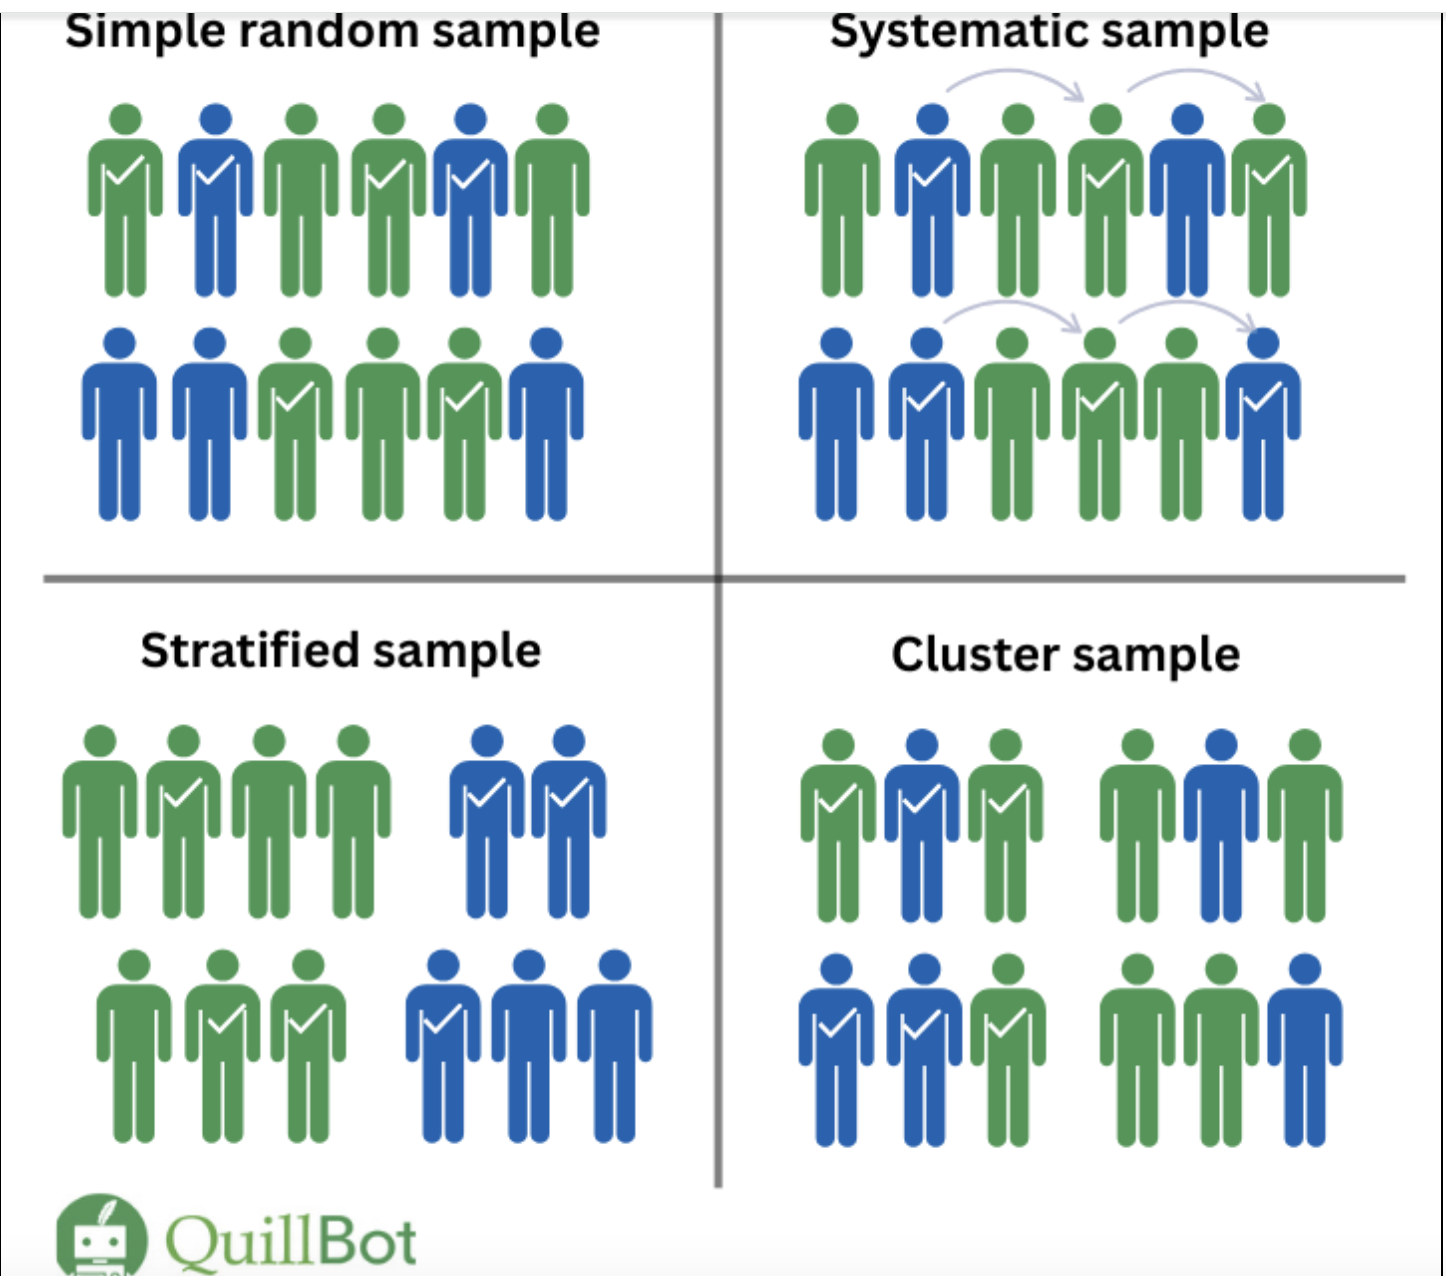 Simple random sample
Systematic sample
Stratified sample
Cluster sample
QuillBot